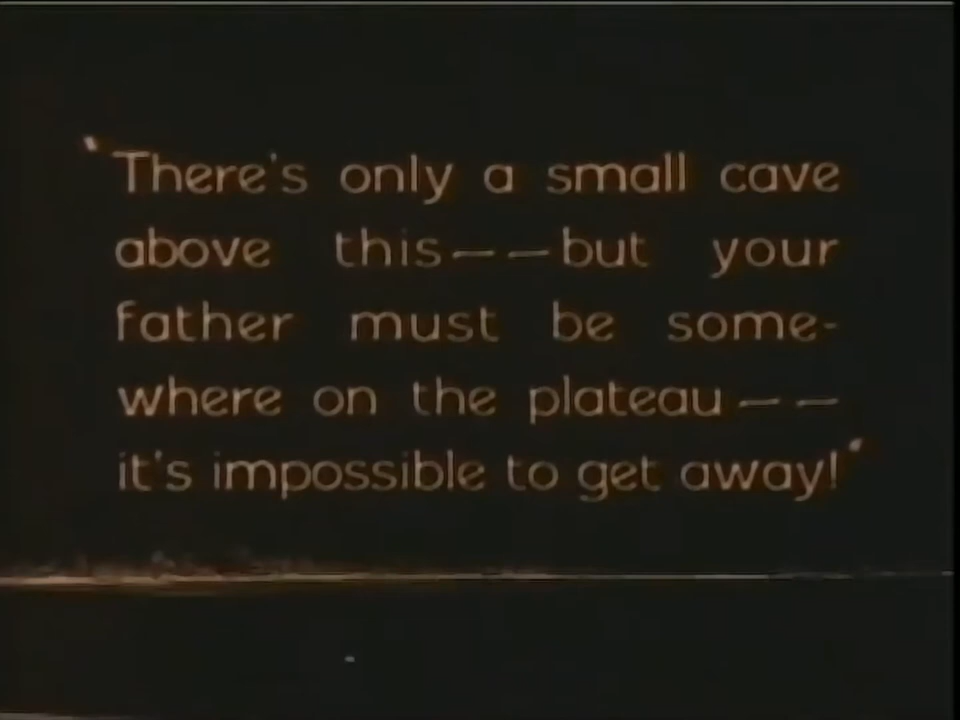 'There's only a small cave
above this——but your
father must be some-
where on the plateau——
it's impossible to get away!'